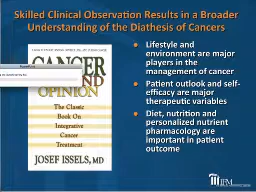 Skilled Clinical Observation Results in a Broader
Understanding of the Diathesis of Cancers
CANCER
AND
OPINION
The Classic
Book On
Integrative
Cancer
Treatment
JOSEF ISSELS, MD
• Lifestyle and
environment are major
players in the
management of cancer
• Patient outlook and self-
efficacy are major
therapeutic variables
• Diet, nutrition and
personalized nutrient
pharmacology are
important in patient
outcome
IFM